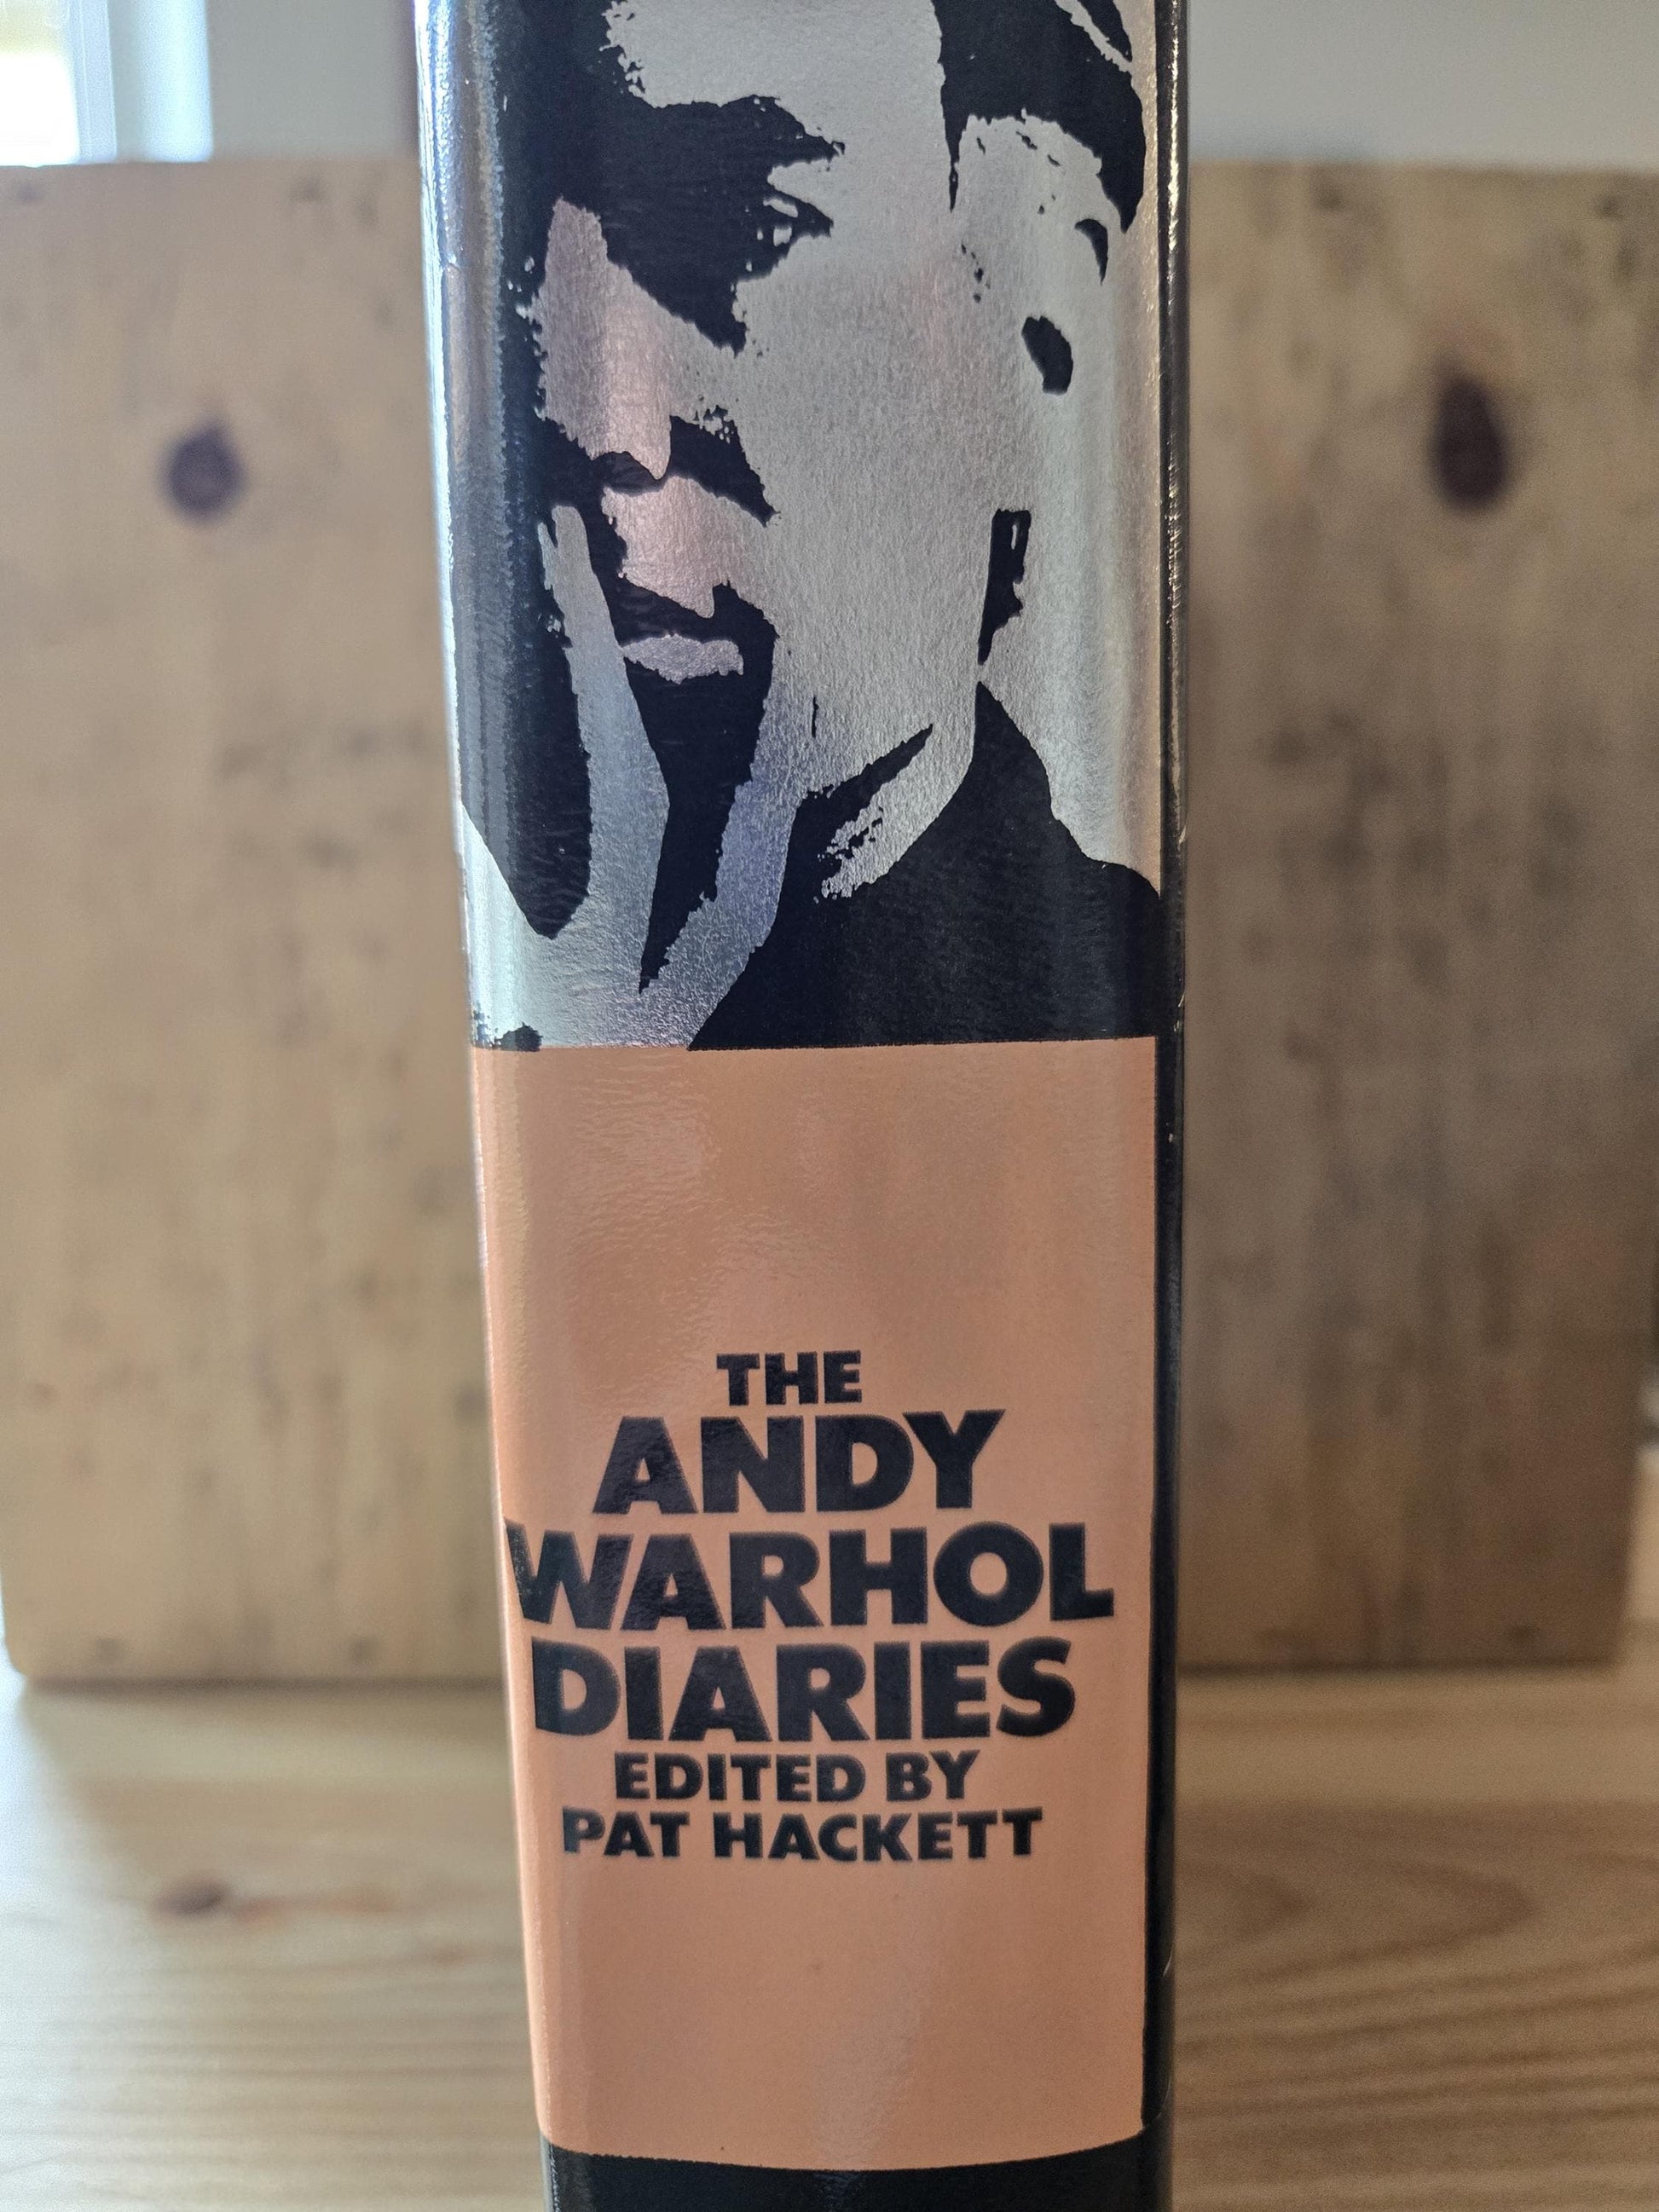 THE
ANDY
WARHOL
DIARIES
EDITED BY
PAT HACKETT